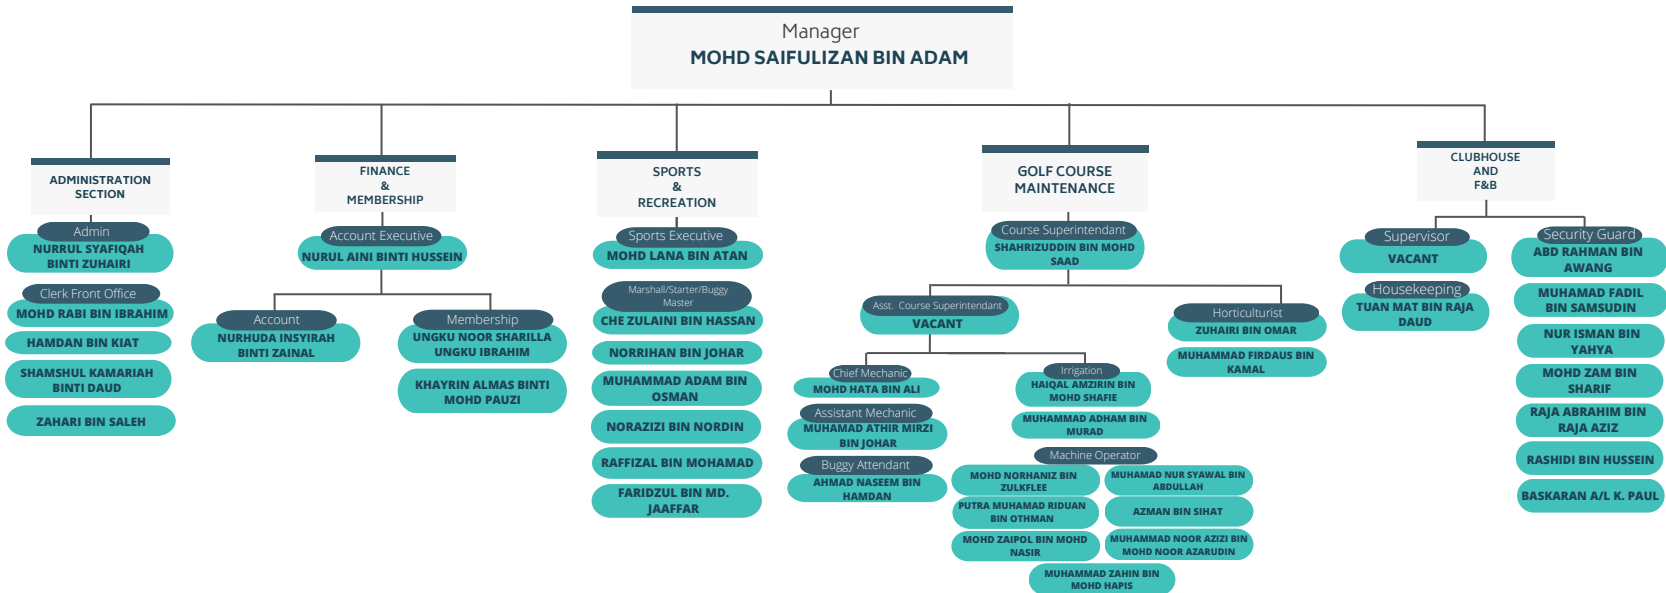 Manager
MOHD SAIFULIZAN BIN ADAM
ADMINISTRATION
SECTION
Admin
NURRUL SYAFIQAH
BINTI ZUHAIRI
Clerk Front Office
MOHD RABI BIN IBRAHIM
HAMDAN BIN KIAT
SHAMSHUL KAMARIAH
BINTI DAUD
ZAHARI BIN SALEH
FINANCE
&
MEMBERSHIP
Account Executive
NURUL AINI BINTI HUSSEIN
Account
NURHUDA INSYIRAH
BINTI ZAINAL
Membership
UNGKU NOOR SHARILLA
UNGKU IBRAHIM
KHAYRIN ALMAS BINTI
MOHD PAUZI
SPORTS
&
RECREATION
Sports Executive
MOHD LANA BIN ATAN
Marshall/Starter/Buggy
Master
CHE ZULAINI BIN HASSAN
NORRIHAN BIN JOHAR
MUHAMMAD ADAM BIN
OSMAN
NORAZIZI BIN NORDIN
RAFFIZAL BIN MOHAMAD
FARIDZUL BIN MD.
JAAFFAR
GOLF COURSE
MAINTENANCE
Course Superintendant
SHAHRIZUDDIN BIN MOHD
SAAD
Asst. Course Superintendant
VACANT
Chief Mechanic
MOHD HATA BIN ALI
Assistant Mechanic
MUHAMAD ATHIR MIRZI
BIN JOHAR
Buggy Attendant
AHMAD NASEEM BIN
HAMDAN
Irrigation
HAIQAL AMZIRIN BIN
MOHD SHAFIE
MUHAMMAD ADHAM BIN
MURAD
Machine Operator
MOHD NORHANIZ BIN
ZULKFLEE
MUHAMAD NUR SYAWAL BIN
ABDULLAH
PUTRA MUHAMAD RIDUAN
BIN OTHMAN
AZMAN BIN SIHAT
MOHD ZAIPOL BIN MOHD
NASIR
MUHAMMAD NOOR AZIZI BIN
MOHD NOOR AZARUDIN
MUHAMMAD ZAHIN BIN
MOHD HAPIS
Horticulturist
ZUHAIRI BIN OMAR
MUHAMMAD FIRDAUS BIN
KAMAL
CLUBHOUSE
AND
F&B
Supervisor
VACANT
Housekeeping
TUAN MAT BIN RAJA
DAUD
Security Guard
ABD RAHMAN BIN
AWANG
MUHAMAD FADIL
BIN SAMSUDIN
NUR ISMAN BIN
YAHYA
MOHD ZAM BIN
SHARIF
RAJA ABRAHIM BIN
RAJA AZIZ
RASHIDI BIN HUSSEIN
BASKARAN A/L K. PAUL